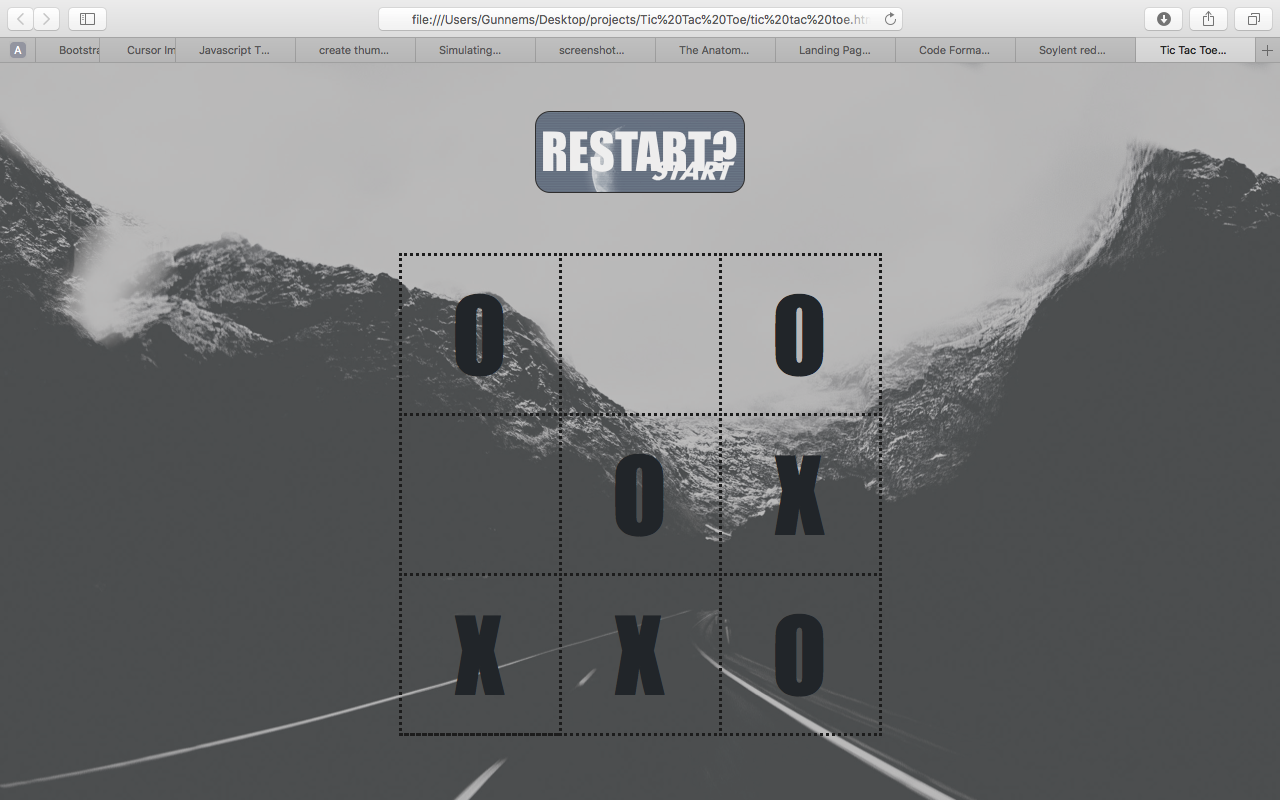 file:///Users/Gunnems/Desktop/projects/Tic%20Tac%20Toe/tic%20tac%20toe.htm
A Bootstra Cursor Im Javascript T... create thum... Simulating... screenshot... The Anatom... Landing Pag... Code Forma... Soylent red... Tic Tac Toe...
RESTART?
START
O O
O X
X X O